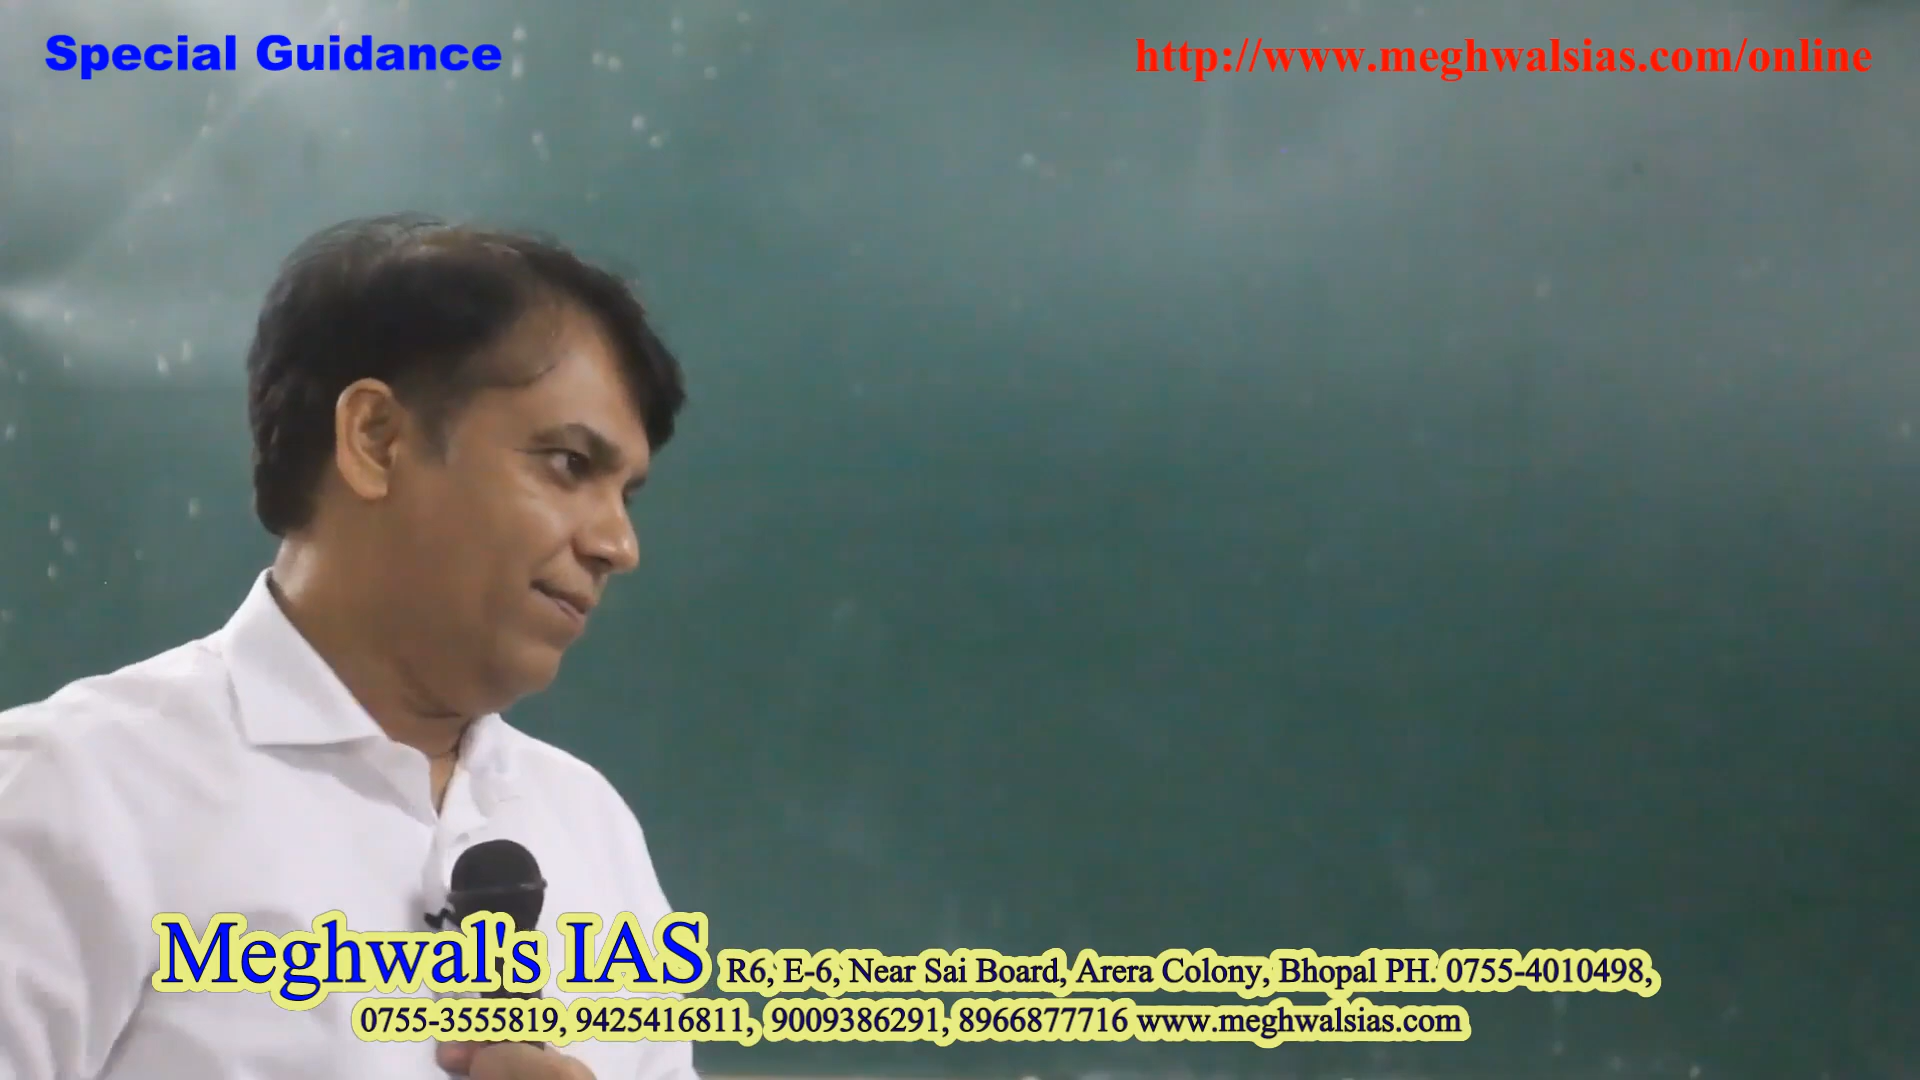 Special Guidance
http://www.meghwalsias.com/online
Meghwal's IAS R6, E-6, Near Sai Board, Arera Colony, Bhopal PH. 0755-4010498,
0755-3555819, 9425416811, 9009386291, 8966877716 www.meghwalsias.com